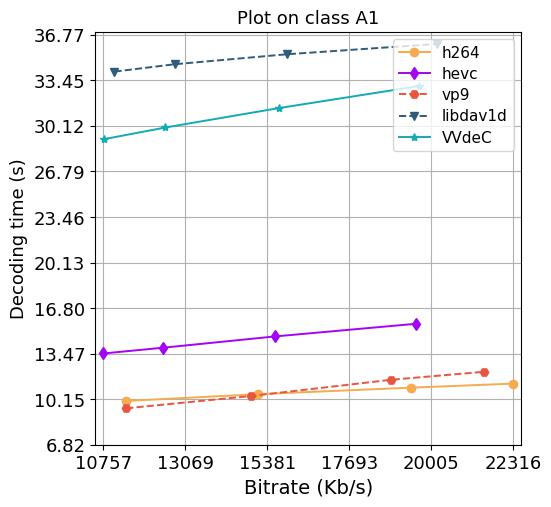 Plot on class A1
36.77
33.45
30.12
26.79
23.46
20.13
16.80
13.47
10.15
6.82
Decoding time (s)
h264
hevc
vp9
libdav1d
VVdeC
10757 13069 15381 17693 20005 22316
Bitrate (Kb/s)